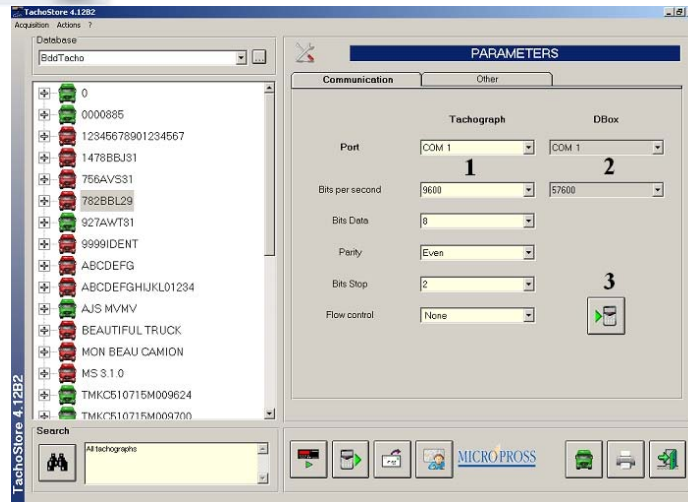 TachoStore 4.12B2
Acquisition Actions ?
Database
BddTacho
...
0
0000885
12345678901234567
1478BBJ31
756AVS31
782BBL29
927AWT31
9999IDENT
ABCDEFG
ABCDEFGHIJKL01234
AJS MVMV
BEAUTIFUL TRUCK
MON BEAU CAMION
MS 3.1.0
TMKC510715M009624
TMKC510715M009700
Search
All tachographs
TachoStore 4.12B2
PARAMETERS
Communication Other
Tachograph DBox
Port COM 1 COM 1
1 2
Bits per second 9600 57600
Bits Data 8
Parity Even
Bits Stop 2 3
Flow control None
MICROPROSS